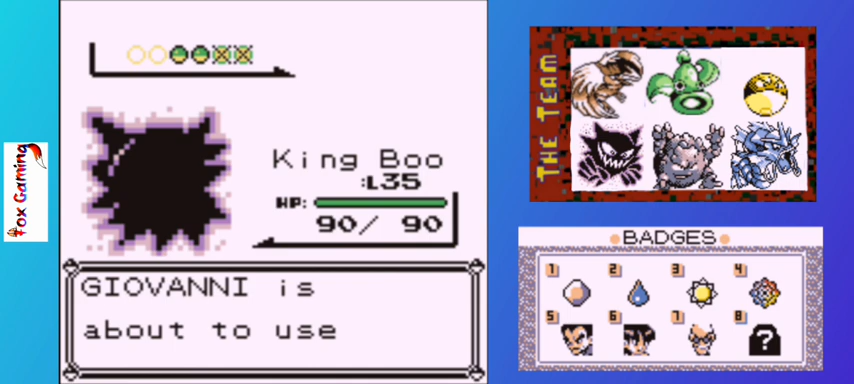 Fox Gaming
King Boo
:L35
HP:
90/ 90
GIOVANNI is
about to use
THE TEAM
BADGES
1 2 3 4
5 6 7 8
?